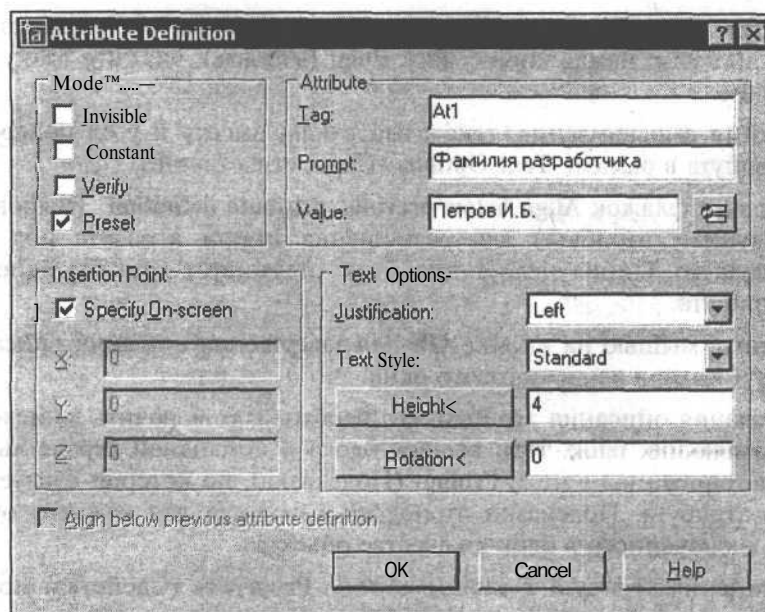 Attribute Definition
Mode™.....—
Invisible
Constant
Verify
Preset
Attribute
Tag: At1
Prompt: Фамилия разработчика
Value: Петров И.Б.
Insertion Point
Specify On-screen
X: 0
Y: 0
Z: 0
Text Options-
Justification: Left
Text Style: Standard
Height< 4
Rotation < 0
Align below previous attribute definition
OK Cancel Help